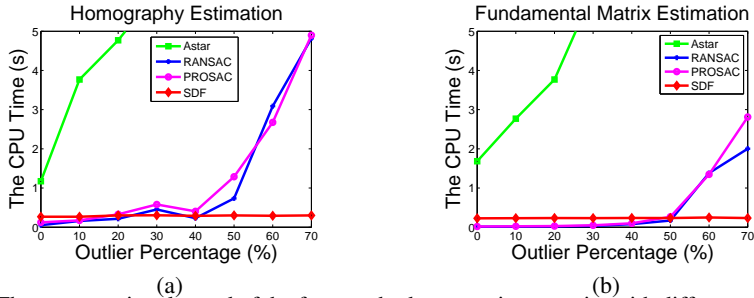 Homography Estimation
The CPU Time (s)
5
4
3
2
1
0
Astar
RANSAC
PROSAC
SDF
0 10 20 30 40 50 60 70
Outlier Percentage (%)
(a)
Fundamental Matrix Estimation
The CPU Time (s)
5
4
3
2
1
0
Astar
RANSAC
PROSAC
SDF
0 10 20 30 40 50 60 70
Outlier Percentage (%)
(b)